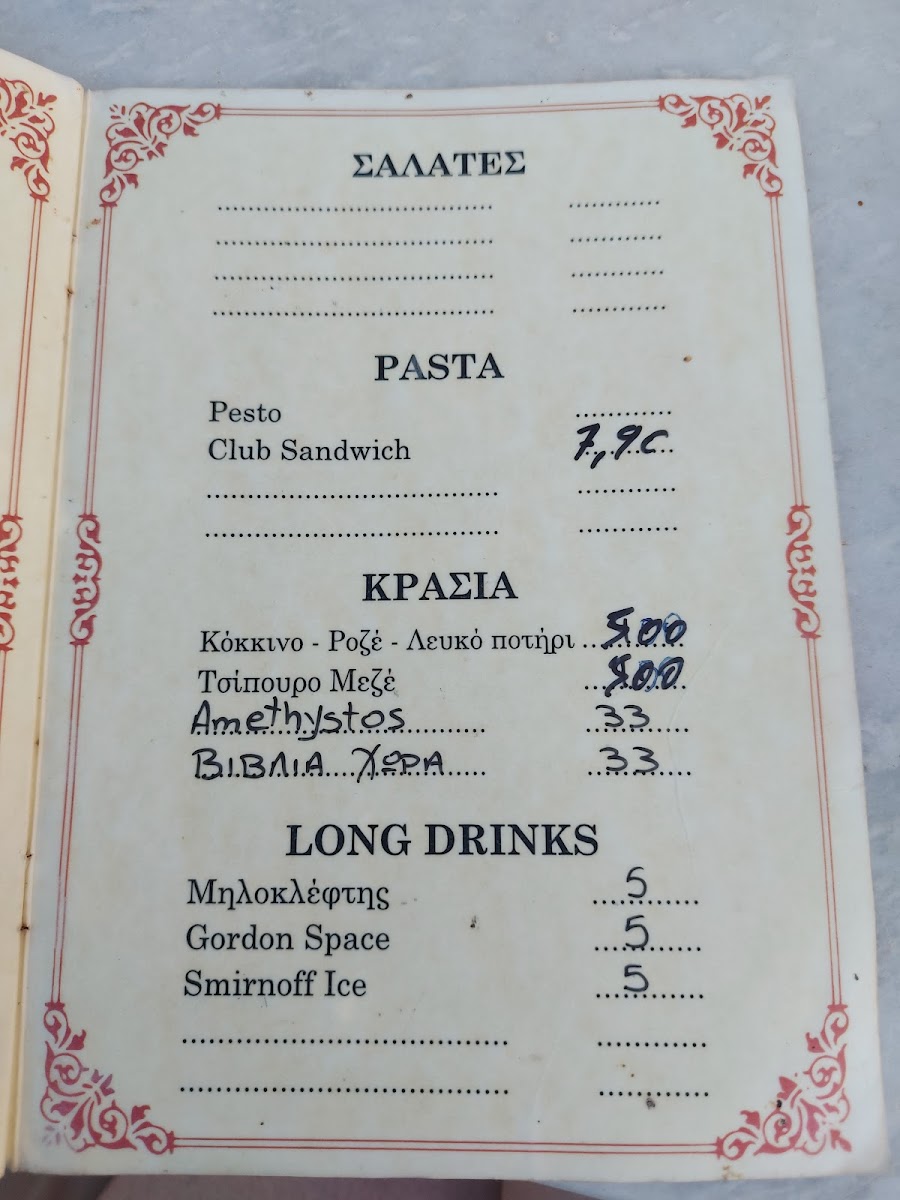 ΣΑΛΑΤΕΣ
PASTA
Pesto
Club Sandwich 7,90
ΚΡΑΣΙΑ
Κόκκινο - Ροζέ - Λευκό ποτήρι 5,00
Τσίπουρο Μεζέ 5,00
Amethystos 33
ΒΙΒΛΙΑ ΧΩΡΑ 33
LONG DRINKS
Μηλοκλέφτης 5
Gordon Space 5
Smirnoff Ice 5